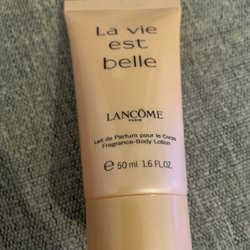 La vie
est
belle
LANCÔME
PARIS
Lait de Parfum pour le Corps
Fragrance-Body Lotion
e 50 ml 1.6 FL.OZ.